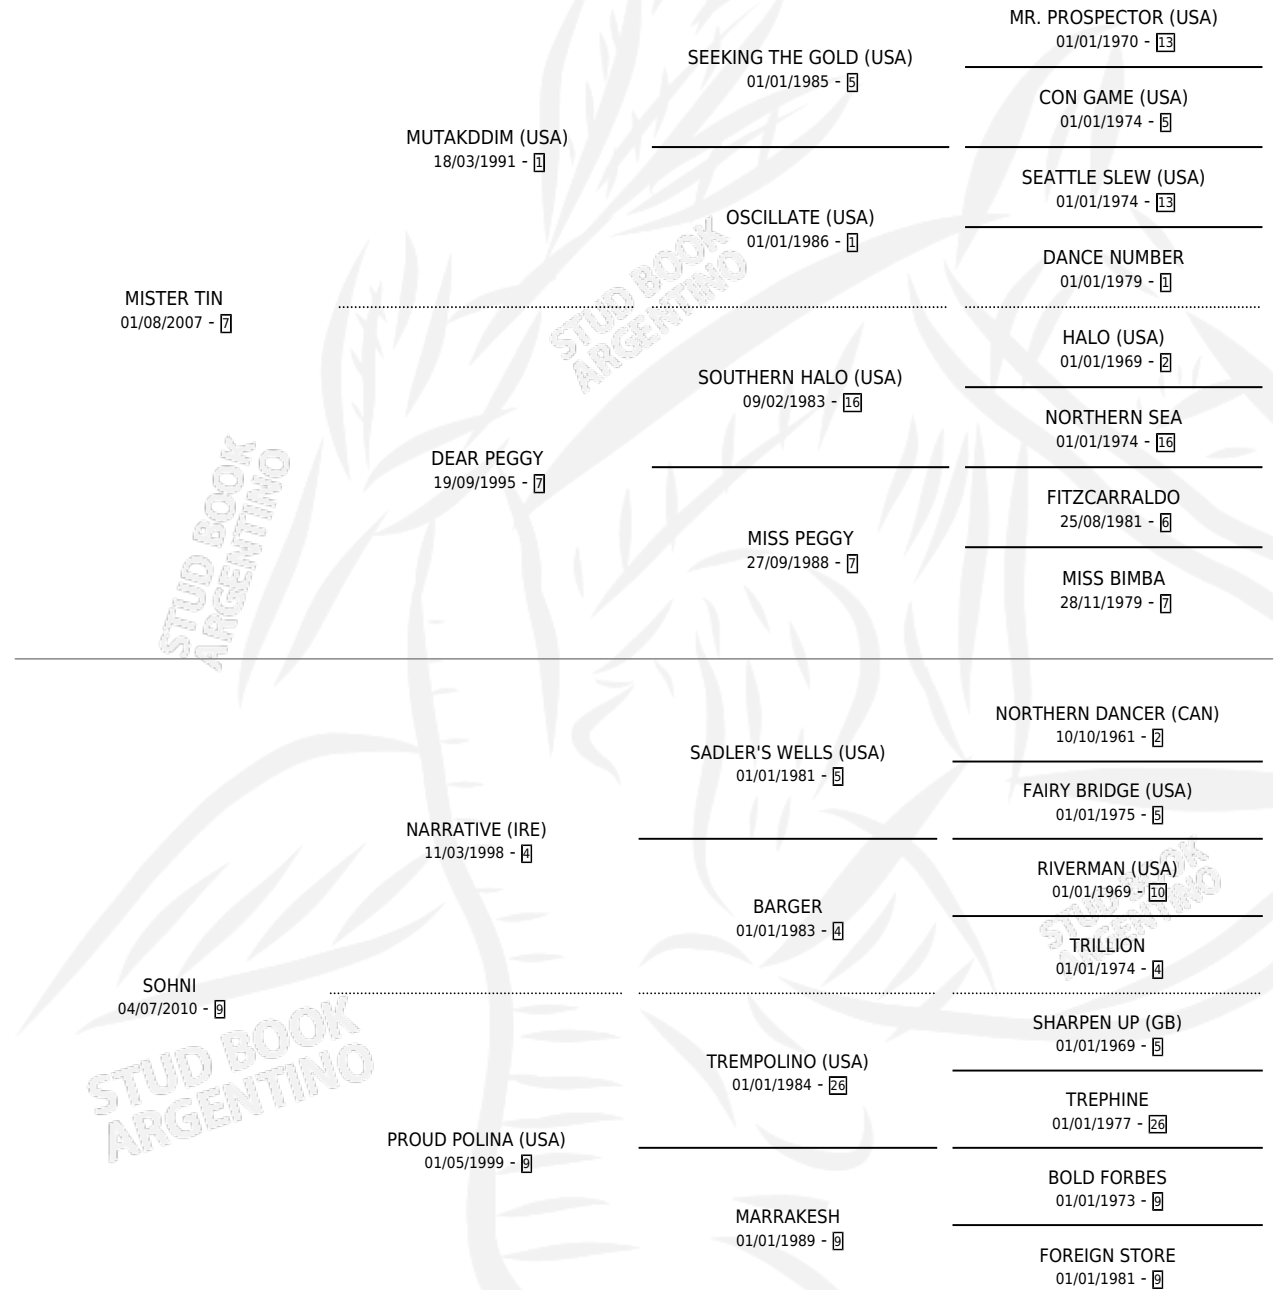 MR. PROSPECTOR (USA)
01/01/1970 - 13
SEEKING THE GOLD (USA)
01/01/1985 - 5
CON GAME (USA)
01/01/1974 - 5
MUTAKDDIM (USA)
18/03/1991 - 1
SEATTLE SLEW (USA)
01/01/1974 - 13
OSCILLATE (USA)
01/01/1986 - 1
DANCE NUMBER
01/01/1979 - 1
MISTER TIN
01/08/2007 - 7
HALO (USA)
01/01/1969 - 2
SOUTHERN HALO (USA)
09/02/1983 - 16
NORTHERN SEA
01/01/1974 - 16
DEAR PEGGY
19/09/1995 - 7
FITZCARRALDO
25/08/1981 - 6
MISS PEGGY
27/09/1988 - 7
MISS BIMBA
28/11/1979 - 7
NORTHERN DANCER (CAN)
10/10/1961 - 2
SADLER'S WELLS (USA)
01/01/1981 - 5
FAIRY BRIDGE (USA)
01/01/1975 - 5
NARRATIVE (IRE)
11/03/1998 - 4
RIVERMAN (USA)
01/01/1969 - 10
BARGER
01/01/1983 - 4
TRILLION
01/01/1974 - 4
SOHNI
04/07/2010 - 9
SHARPEN UP (GB)
01/01/1969 - 5
TREMPOLINO (USA)
01/01/1984 - 26
TREPHINE
01/01/1977 - 26
PROUD POLINA (USA)
01/05/1999 - 9
BOLD FORBES
01/01/1973 - 9
MARRAKESH
01/01/1989 - 9
FOREIGN STORE
01/01/1981 - 9
STUD BOOK
ARGENTINO
STUD BOOK
ARGENTINO
STUD BOOK
ARGENTINO
STUD BOOK
ARGENTINO